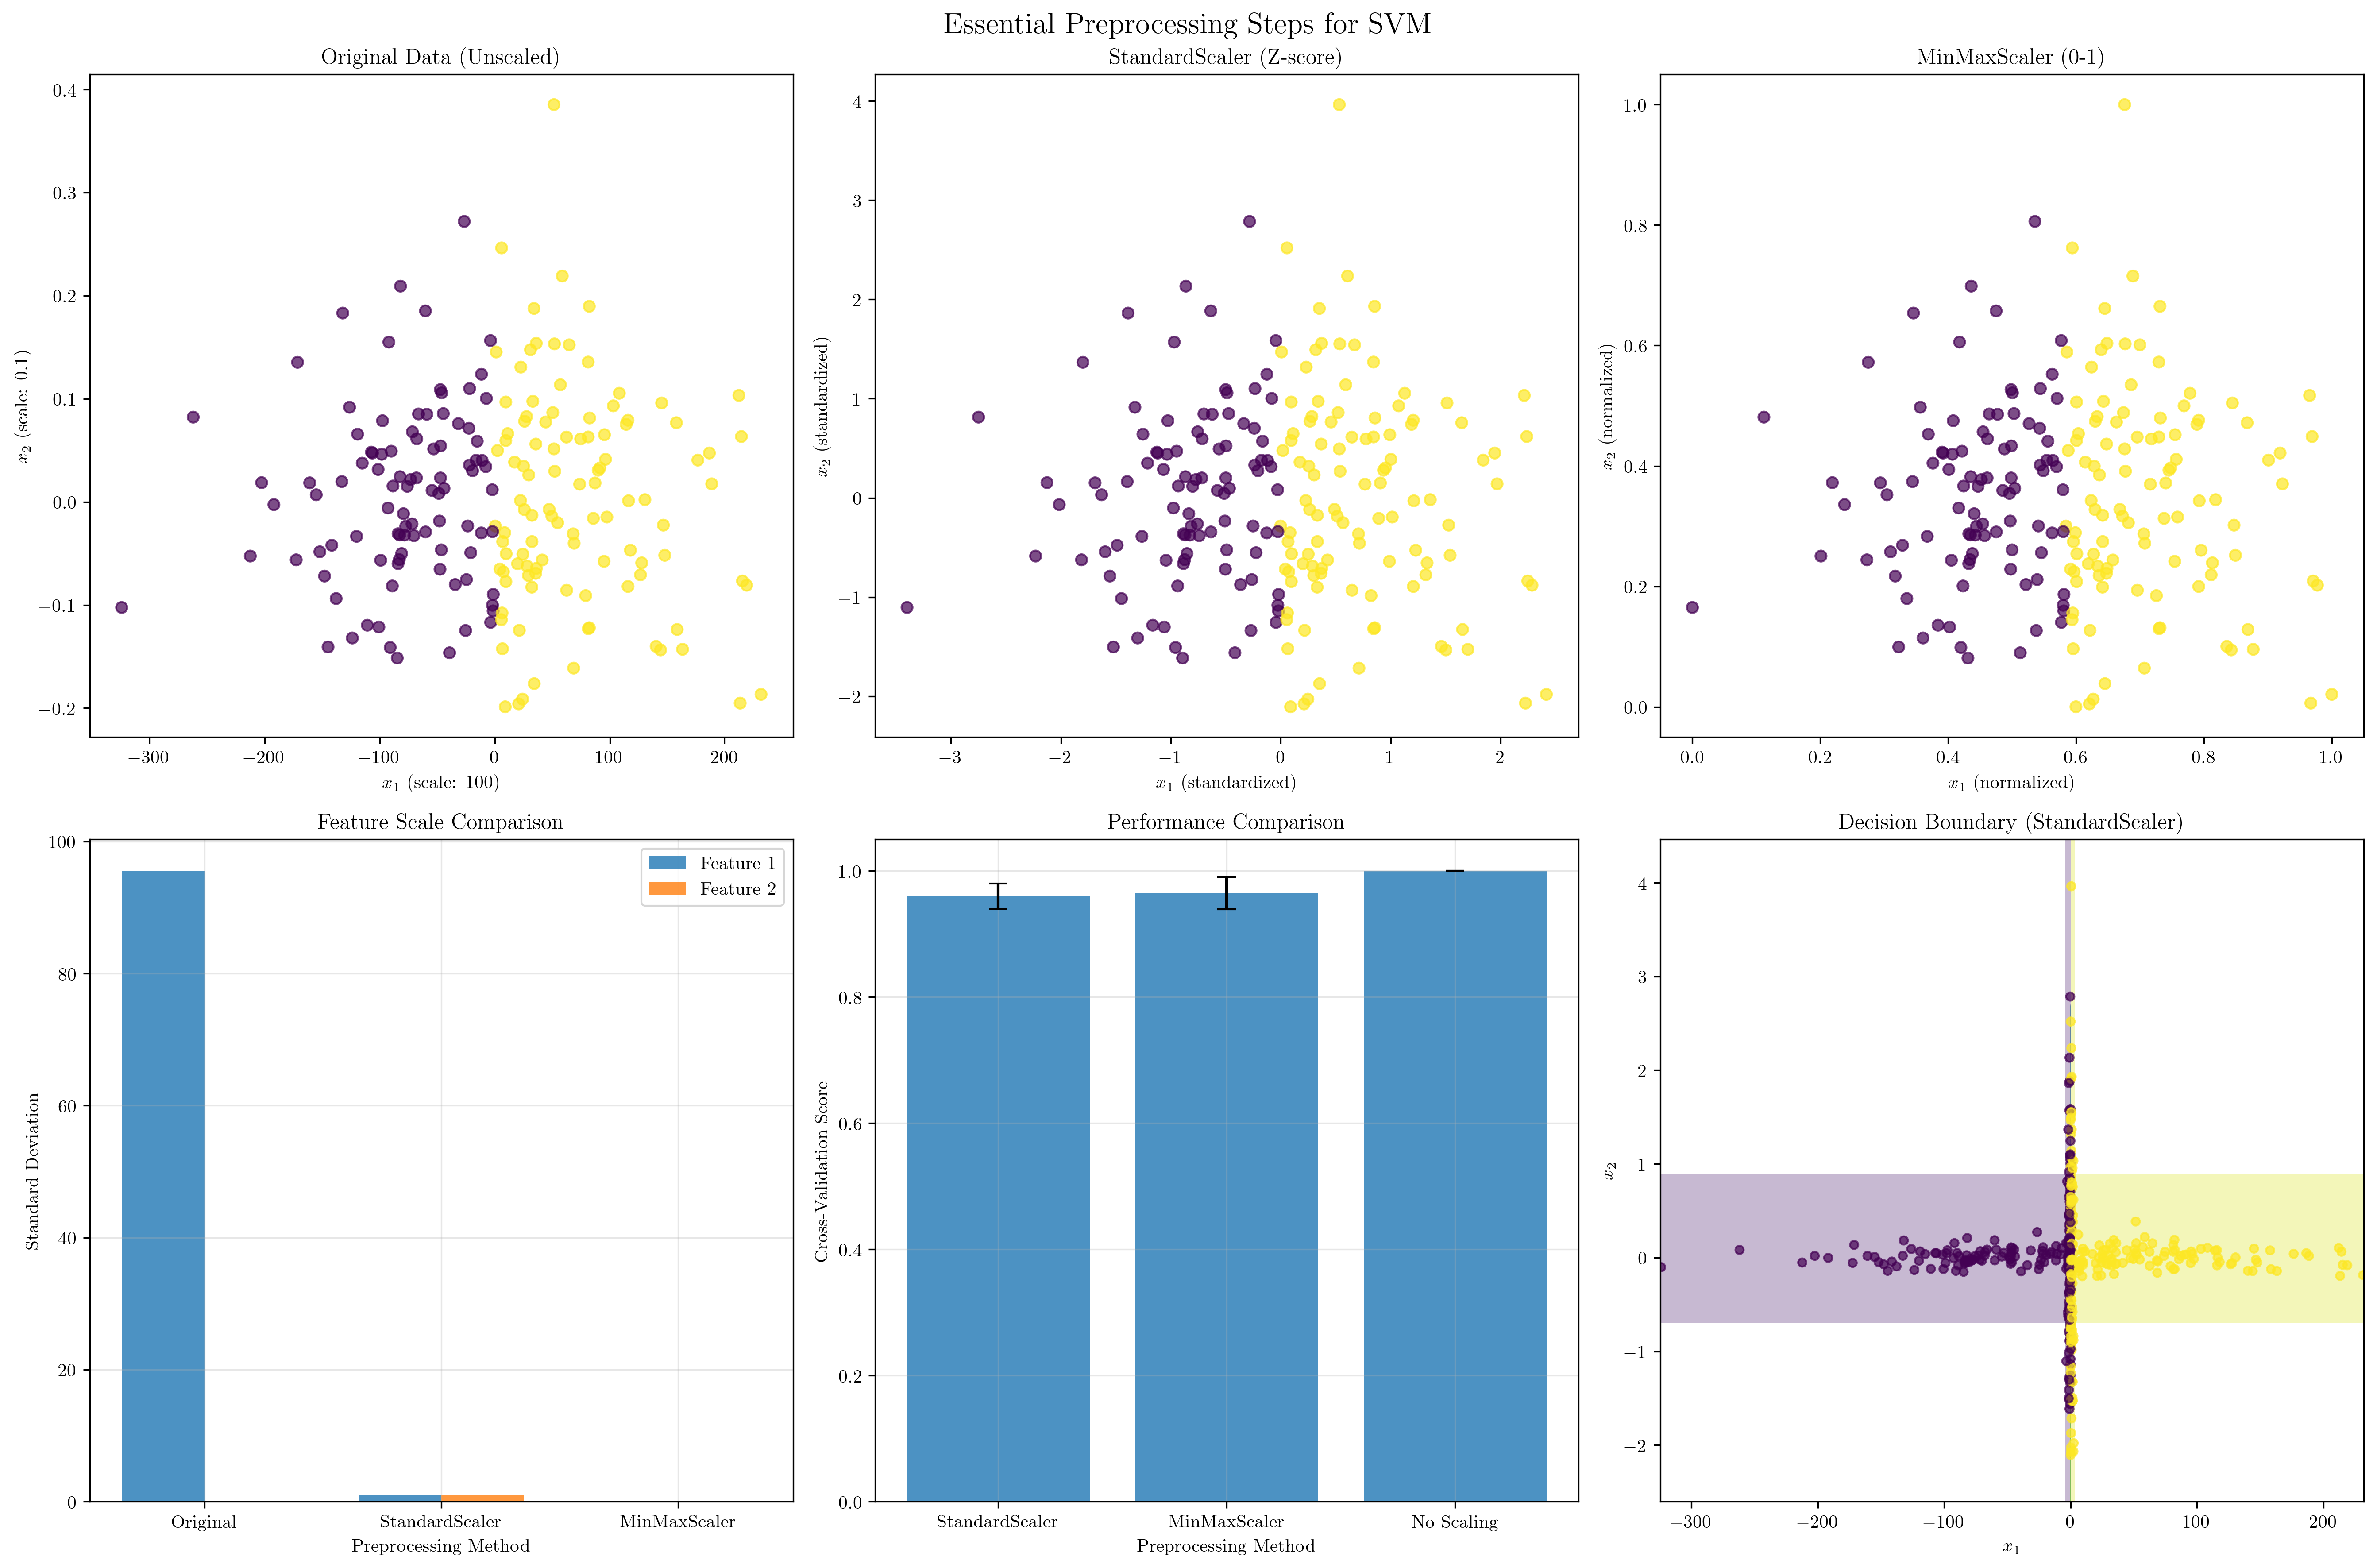 Essential Preprocessing Steps for SVM
Original Data (Unscaled)
0.4
0.3
0.2
0.1
0.0
−0.1
−0.2
x2 (scale: 0.1)
−300
−200
−100
0
100
200
x1 (scale: 100)
StandardScaler (Z-score)
4
3
2
1
0
−1
−2
x2 (standardized)
−3
−2
−1
0
1
2
x1 (standardized)
MinMaxScaler (0-1)
1.0
0.8
0.6
0.4
0.2
0.0
x2 (normalized)
0.0
0.2
0.4
0.6
0.8
1.0
x1 (normalized)
Feature Scale Comparison
100
80
60
40
20
0
Standard Deviation
Feature 1
Feature 2
Original
StandardScaler
MinMaxScaler
Preprocessing Method
Performance Comparison
1.0
0.8
0.6
0.4
0.2
0.0
Cross-Validation Score
StandardScaler
MinMaxScaler
No Scaling
Preprocessing Method
Decision Boundary (StandardScaler)
4
3
2
1
0
−1
−2
x2
−300
−200
−100
0
100
200
x1